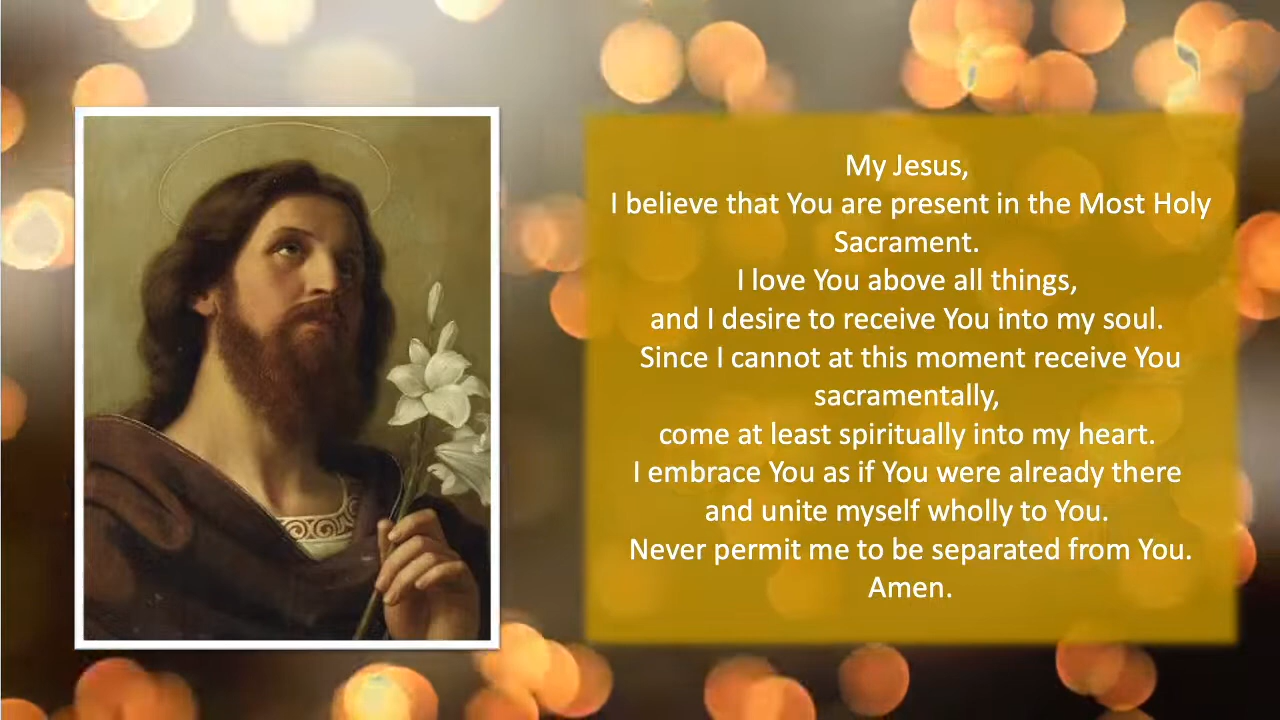 My Jesus,
I believe that You are present in the Most Holy
Sacrament.
I love You above all things,
and I desire to receive You into my soul.
Since I cannot at this moment receive You
sacramentally,
come at least spiritually into my heart.
I embrace You as if You were already there
and unite myself wholly to You.
Never permit me to be separated from You.
Amen.